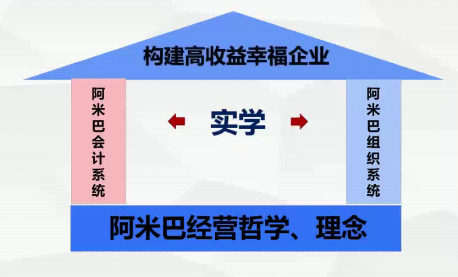 构建高收益幸福企业
阿米巴会计系统
实学
阿米巴组织系统
阿米巴经营哲学、理念